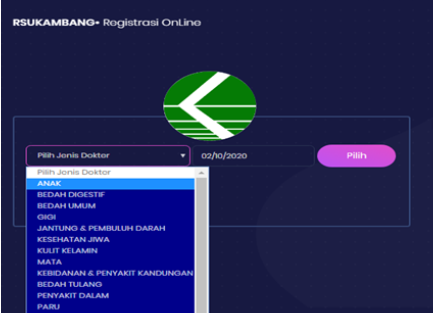 RSUKAMBANG• Registrasi OnLine
Pilih Jenis Doktor
02/10/2020
Pilih
Pilih Jenis Doktor
ANAK
BEDAH DIGESTIF
BEDAH UMUM
GIGI
JANTUNG & PEMBULUH DARAH
KESEHATAN JIWA
KULIT KELAMIN
MATA
KEBIDANAN & PENYAKIT KANDUNGAN
BEDAH TULANG
PENYAKIT DALAM
PARU